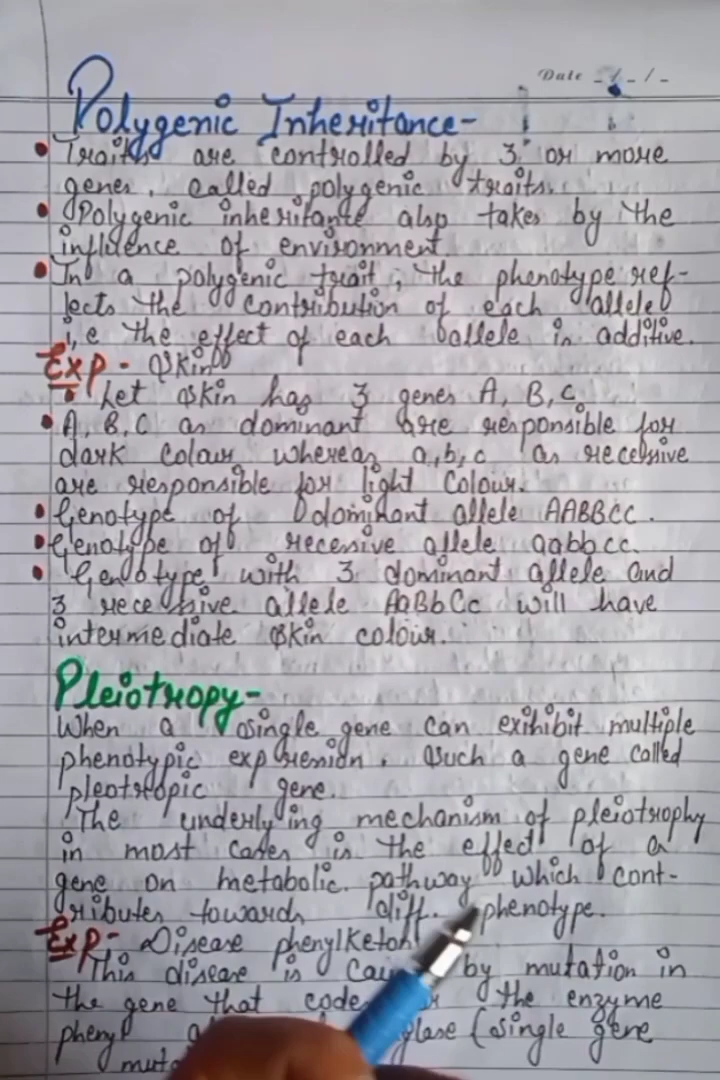 Date _/_/_
Polygenic Inheritance-
• Traits are controlled by 3 or more
genes, called polygenic traits.
• Polygenic inheritante also takes by the
influence of environment.
• In a polygenic trait, the phenotype ref-
lects the contribution of each allele
i,e the effect of each allele is additive.
Exp- Skin
• Let skin has 3 genes A, B, C
• A, B, C as dominant are responsible for
dark colour whereas a,b,c as recessive
are responsible for light colour.
• Genotype of dominant allele AABBCC.
• Genotype of recessive allele aabbcc.
• Genotype with 3 dominant allele and
3 recessive allele AaBbCc will have
intermediate skin colour.
Pleiotropy-
When a single gene can exihibit multiple
phenotypic expression. Such a gene called
pleotropic gene.
The underlying mechanism of pleiotrophy
in most cases is the effect of a
gene on metabolic pathway which cont-
ributes towards diff. phenotype.
Exp- Disease
This disease is by mutation in
the gene that the enzyme
(single gene